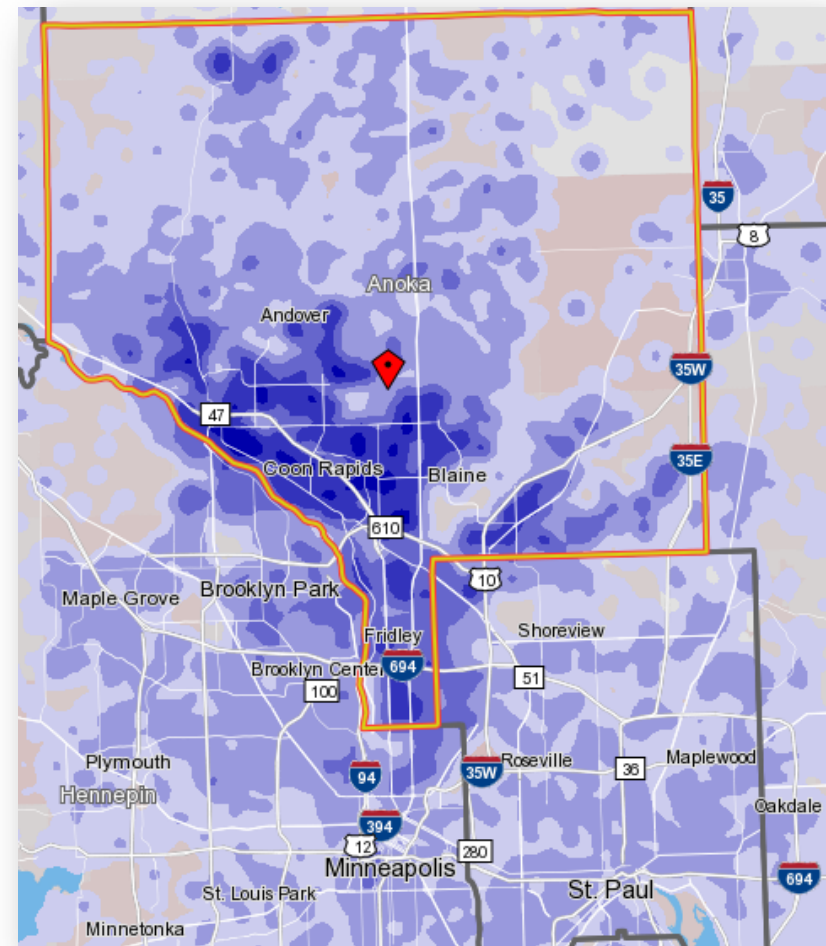 35
8
Anoka
Andover
35W
47
35E
Coon Rapids
Blaine
610
10
Brooklyn Park
Maple Grove
Fridley
Shoreview
694
Brooklyn Center
51
100
Roseville
Maplewood
Plymouth
35W
36
94
Hennepin
Oakdale
394
12
280
Minneapolis
694
St. Louis Park
St. Paul
Minnetonka